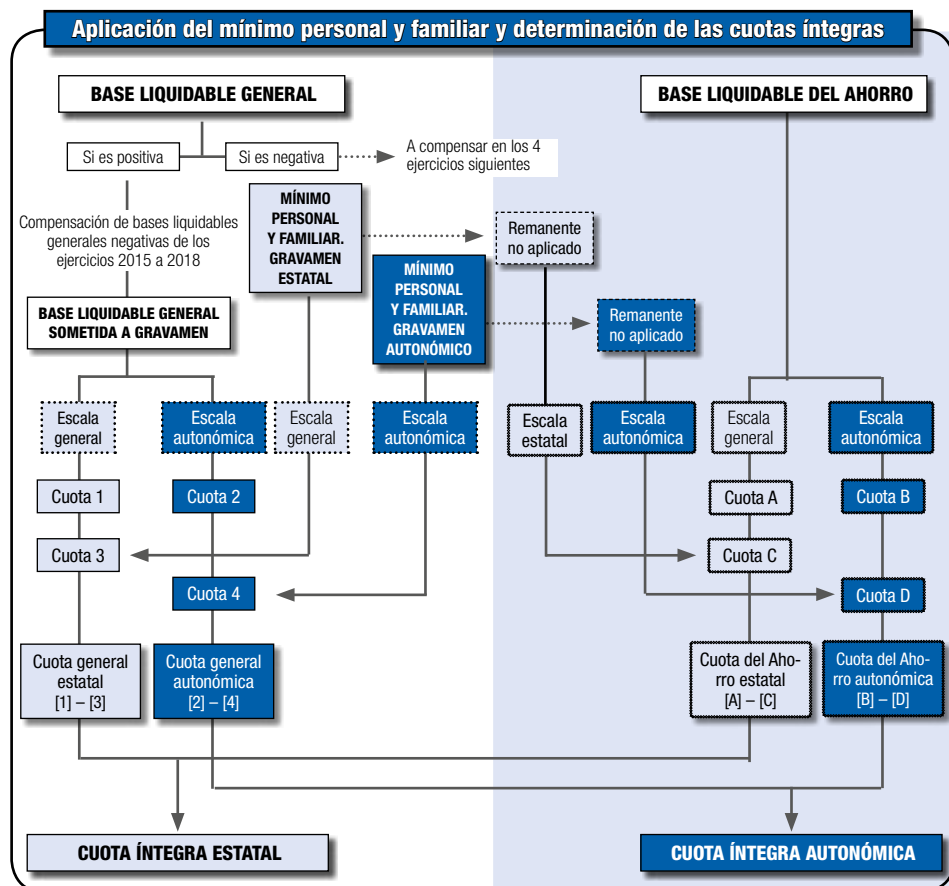 Aplicación del mínimo personal y familiar y determinación de las cuotas íntegras
BASE LIQUIDABLE GENERAL
BASE LIQUIDABLE DEL AHORRO
Si es positiva
Si es negativa
A compensar en los 4
ejercicios siguientes
Compensación de bases liquidables
generales negativas de los
ejercicios 2015 a 2018
MÍNIMO
PERSONAL
Y FAMILIAR.
GRAVAMEN
ESTATAL
Remanente
no aplicado
MÍNIMO
PERSONAL
Y FAMILIAR.
GRAVAMEN
AUTONÓMICO
Remanente
no aplicado
BASE LIQUIDABLE GENERAL
SOMETIDA A GRAVAMEN
Escala
general
Escala
autonómica
Escala
general
Escala
autonómica
Escala
estatal
Escala
autonómica
Escala
general
Escala
autonómica
Cuota 1
Cuota 2
Cuota A
Cuota B
Cuota 3
Cuota C
Cuota 4
Cuota D
Cuota general
estatal
[1] – [3]
Cuota general
autonómica
[2] – [4]
Cuota del Aho-
rro estatal
[A] – [C]
Cuota del Aho-
rro autonómica
[B] – [D]
CUOTA ÍNTEGRA ESTATAL
CUOTA ÍNTEGRA AUTONÓMICA